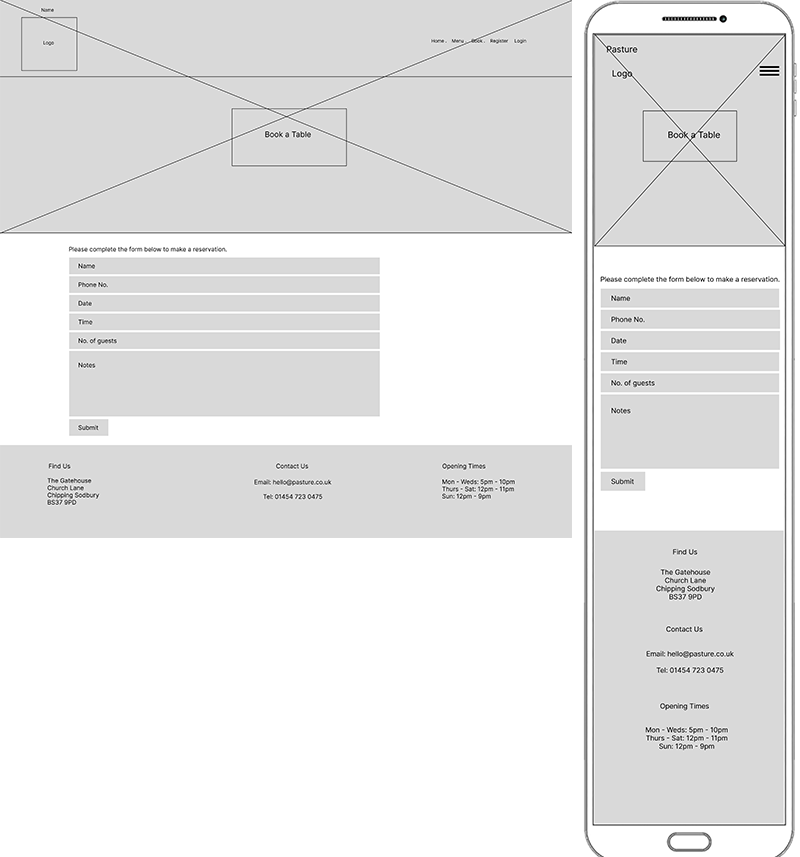 Name
Logo
Home . Menu . Book . Register Login
Book a Table
Please complete the form below to make a reservation.
Name
Phone No.
Date
Time
No. of guests
Notes
Submit
Find Us
The Gatehouse
Church Lane
Chipping Sodbury
BS37 9PD
Contact Us
Email: hello@pasture.co.uk
Tel: 01454 723 0475
Opening Times
Mon - Weds: 5pm - 10pm
Thurs - Sat: 12pm - 11pm
Sun: 12pm - 9pm
Pasture
Logo
Book a Table
Please complete the form below to make a reservation.
Name
Phone No.
Date
Time
No. of guests
Notes
Submit
Find Us
The Gatehouse
Church Lane
Chipping Sodbury
BS37 9PD
Contact Us
Email: hello@pasture.co.uk
Tel: 01454 723 0475
Opening Times
Mon - Weds: 5pm - 10pm
Thurs - Sat: 12pm - 11pm
Sun: 12pm - 9pm